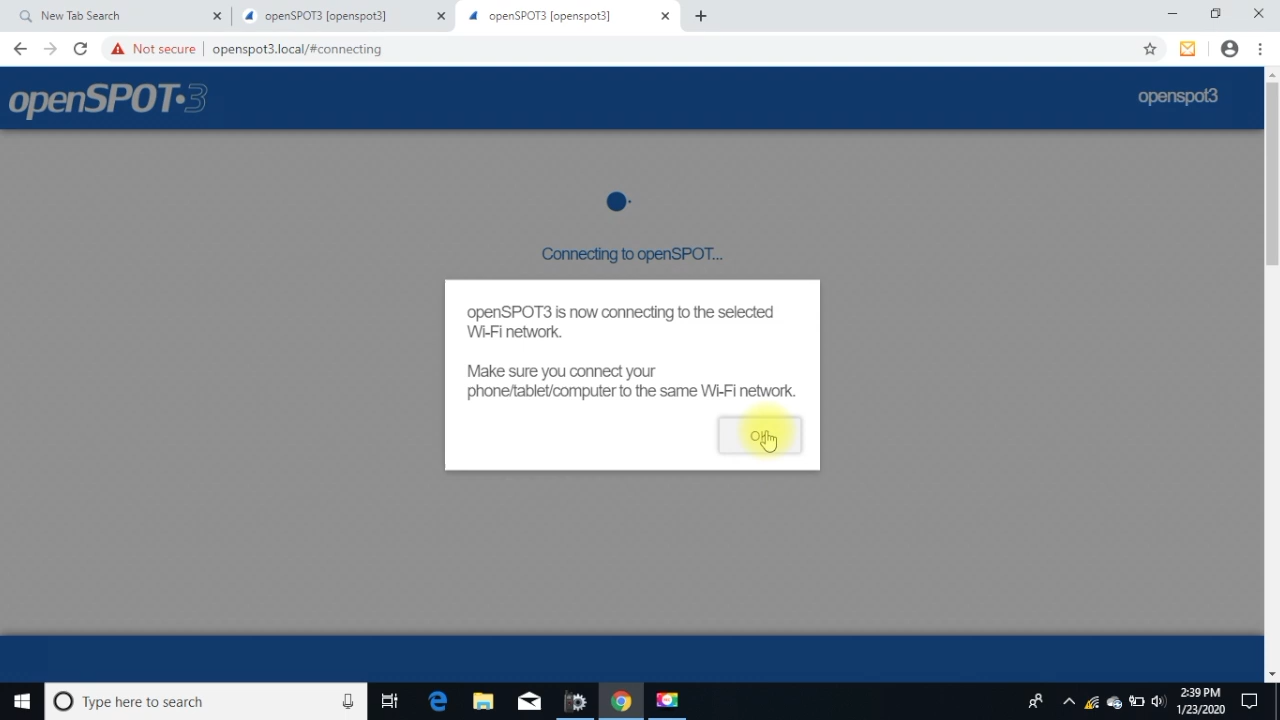 New Tab Search
openSPOT3 [openspot3]
openSPOT3 [openspot3]
Not secure
openspot3.local/#connecting
openSPOT•3
openspot3
Connecting to openSPOT...
openSPOT3 is now connecting to the selected
Wi-Fi network.
Make sure you connect your
phone/tablet/computer to the same Wi-Fi network.
Type here to search
2:39 PM
1/23/2020